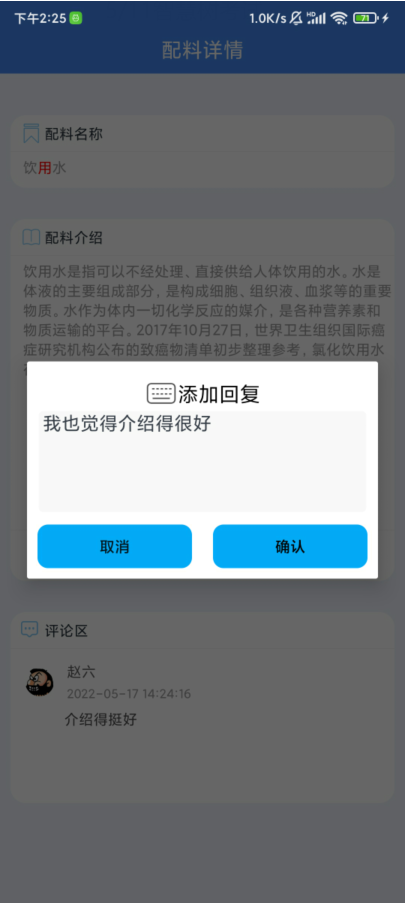 下午2:25
1.0K/s
HD
71
配料详情
配料名称
饮用水
配料介绍
饮用水是指可以不经处理、直接供给人体饮用的水。水是
体液的主要组成部分，是构成细胞、组织液、血浆等的重要
物质。水作为体内一切化学反应的媒介，是各种营养素和
物质运输的平台。2017年10月27日，世界卫生组织国际癌
症研究机构公布的致癌物清单初步整理参考，氯化饮用水
添加回复
我也觉得介绍得很好
取消
确认
评论区
赵六
2022-05-17 14:24:16
介绍得挺好